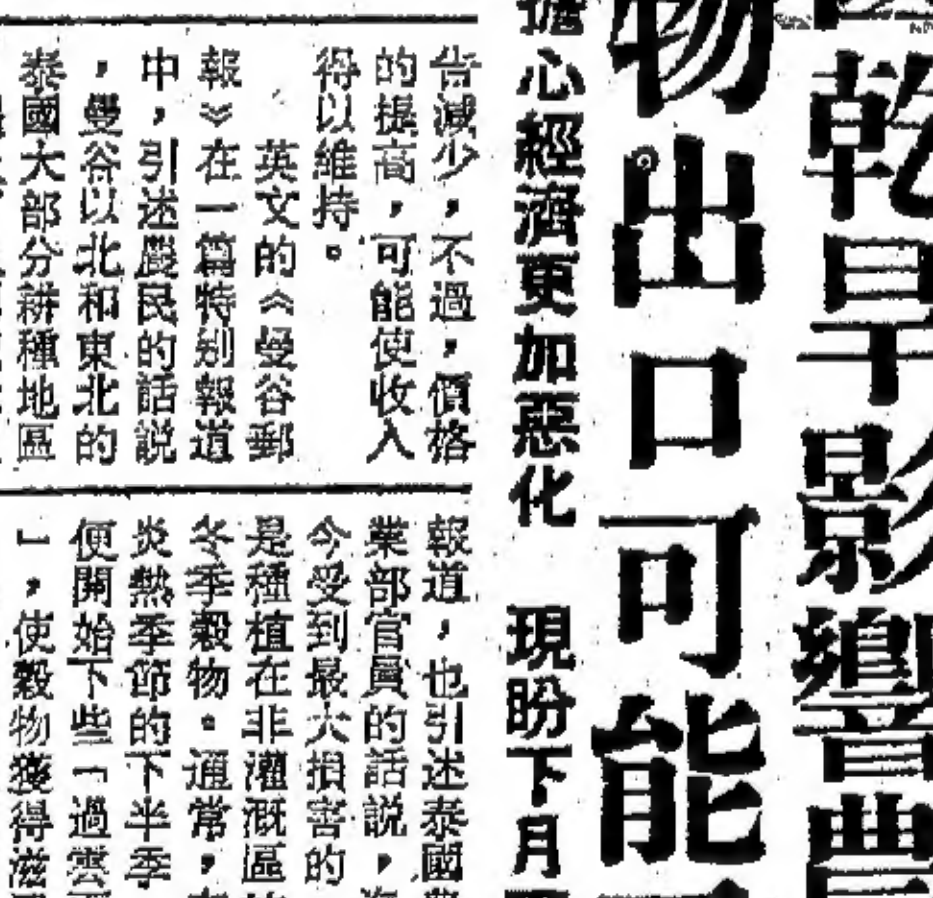 乾旱影響農
物出口可能
擔心經濟更加惡化 現盼下月
告減少，不過，價格
的提高，可能使收入
得以維持。
英文的《曼谷郵
報》在一篇特别報道
中，引述農民的話説
，曼谷以北和東北的
泰國大部分耕種地區
報道，也引述泰國
業部官員的話説，
今受到最大損害的
是種植在非灌溉區
冬季穀物。通常，
炎熱季節的下半季
便開始下些「過雲
」，使穀物獲得滋